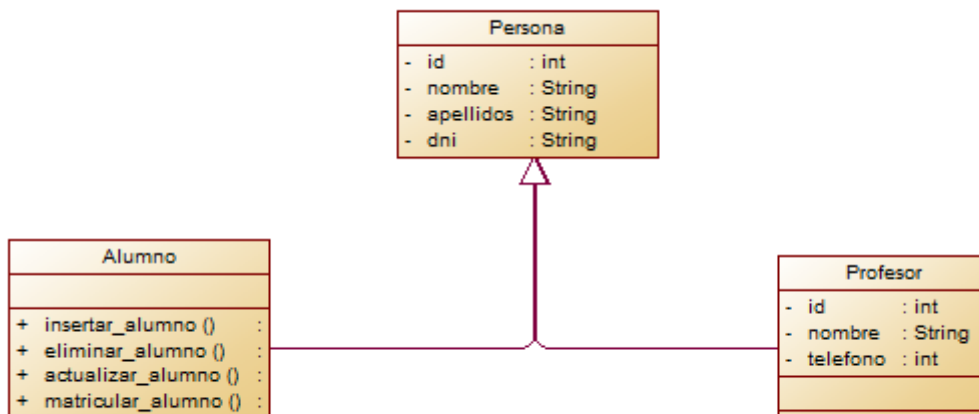 Persona
- id : int
- nombre : String
- apellidos : String
- dni : String
Alumno
+ insertar_alumno () :
+ eliminar_alumno () :
+ actualizar_alumno () :
+ matricular_alumno () :
Profesor
- id : int
- nombre : String
- telefono : int